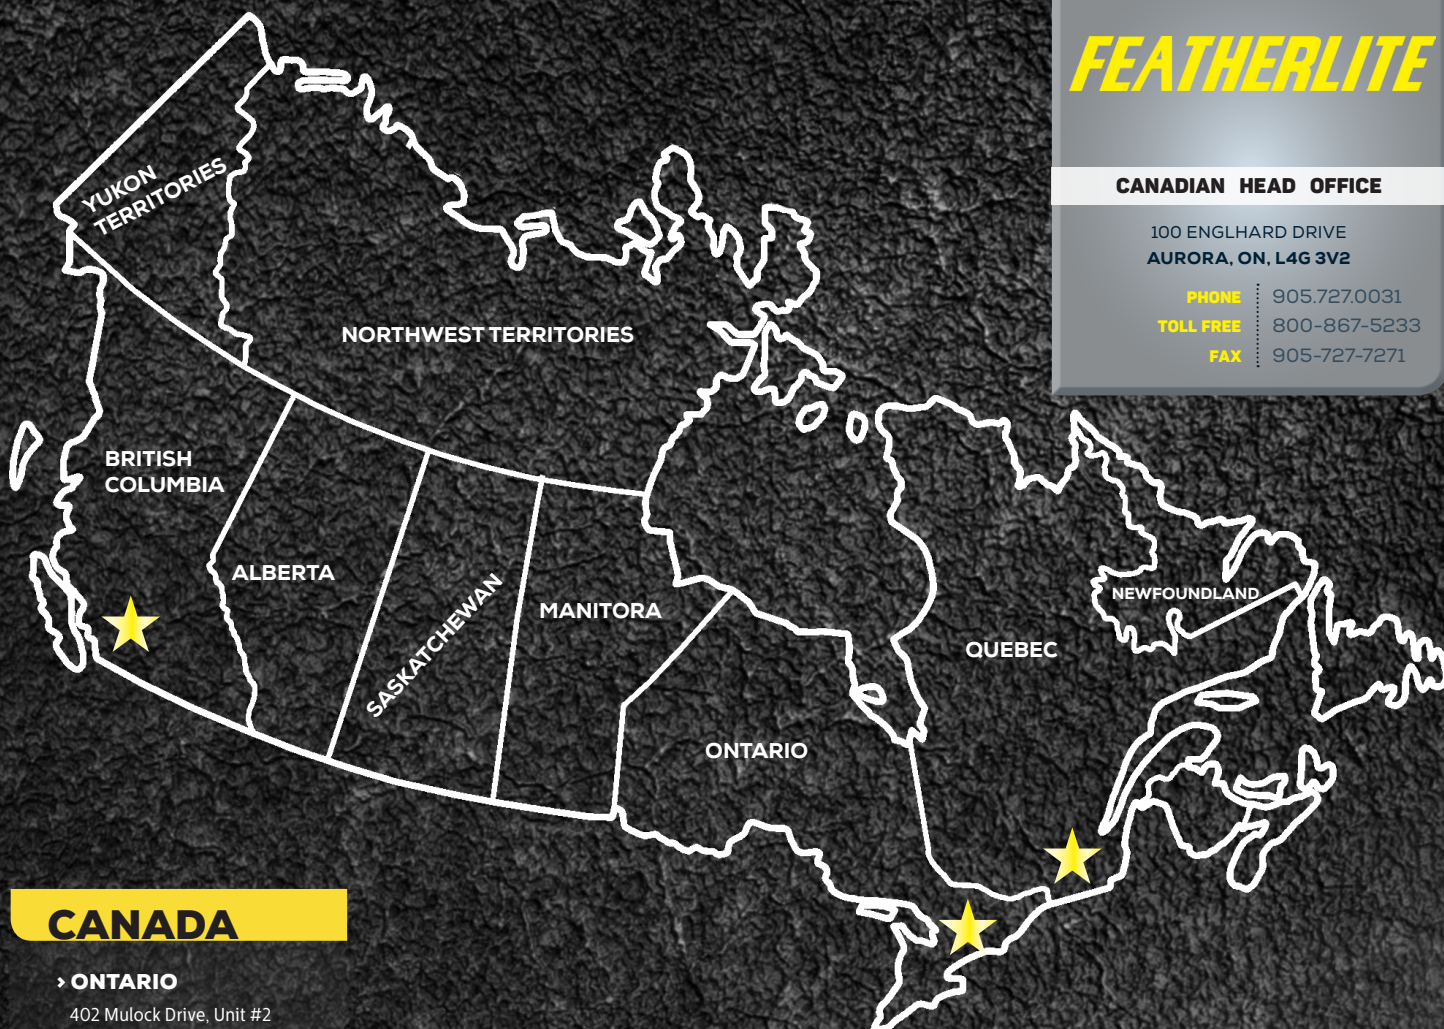 FEATHERLITE
CANADIAN HEAD OFFICE
100 ENGLHARD DRIVE
AURORA, ON, L4G 3V2
PHONE 905.727.0031
TOLL FREE 800-867-5233
FAX 905-727-7271
YUKON
TERRITORIES
NORTHWEST TERRITORIES
BRITISH
COLUMBIA
ALBERTA
SASKATCHEWAN
MANITORA
ONTARIO
QUEBEC
NEWFOUNDLAND
CANADA
› ONTARIO
402 Mulock Drive, Unit #2